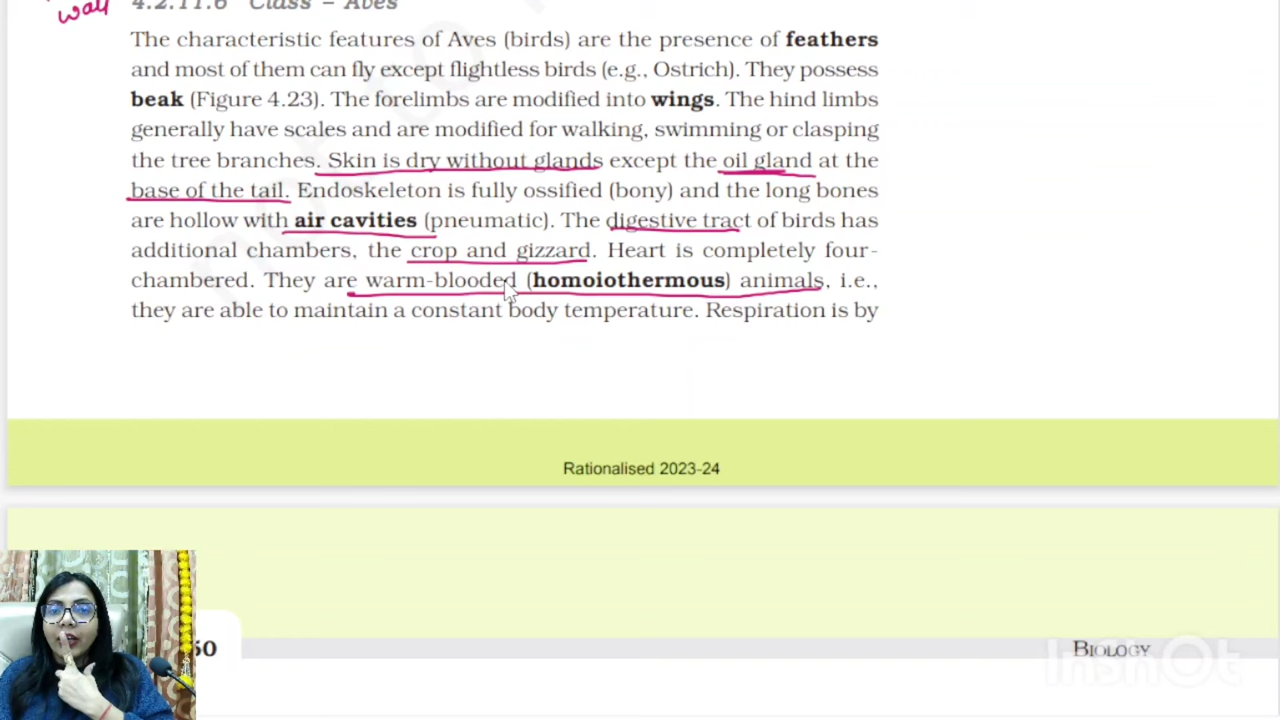 wall
4.2.11.6 Class – Aves
The characteristic features of Aves (birds) are the presence of feathers
and most of them can fly except flightless birds (e.g., Ostrich). They possess
beak (Figure 4.23). The forelimbs are modified into wings. The hind limbs
generally have scales and are modified for walking, swimming or clasping
the tree branches. Skin is dry without glands except the oil gland at the
base of the tail. Endoskeleton is fully ossified (bony) and the long bones
are hollow with air cavities (pneumatic). The digestive tract of birds has
additional chambers, the crop and gizzard. Heart is completely four-
chambered. They are warm-blooded (homoiothermous) animals, i.e.,
they are able to maintain a constant body temperature. Respiration is by
Rationalised 2023-24
60
BIOLOGY
InShOt